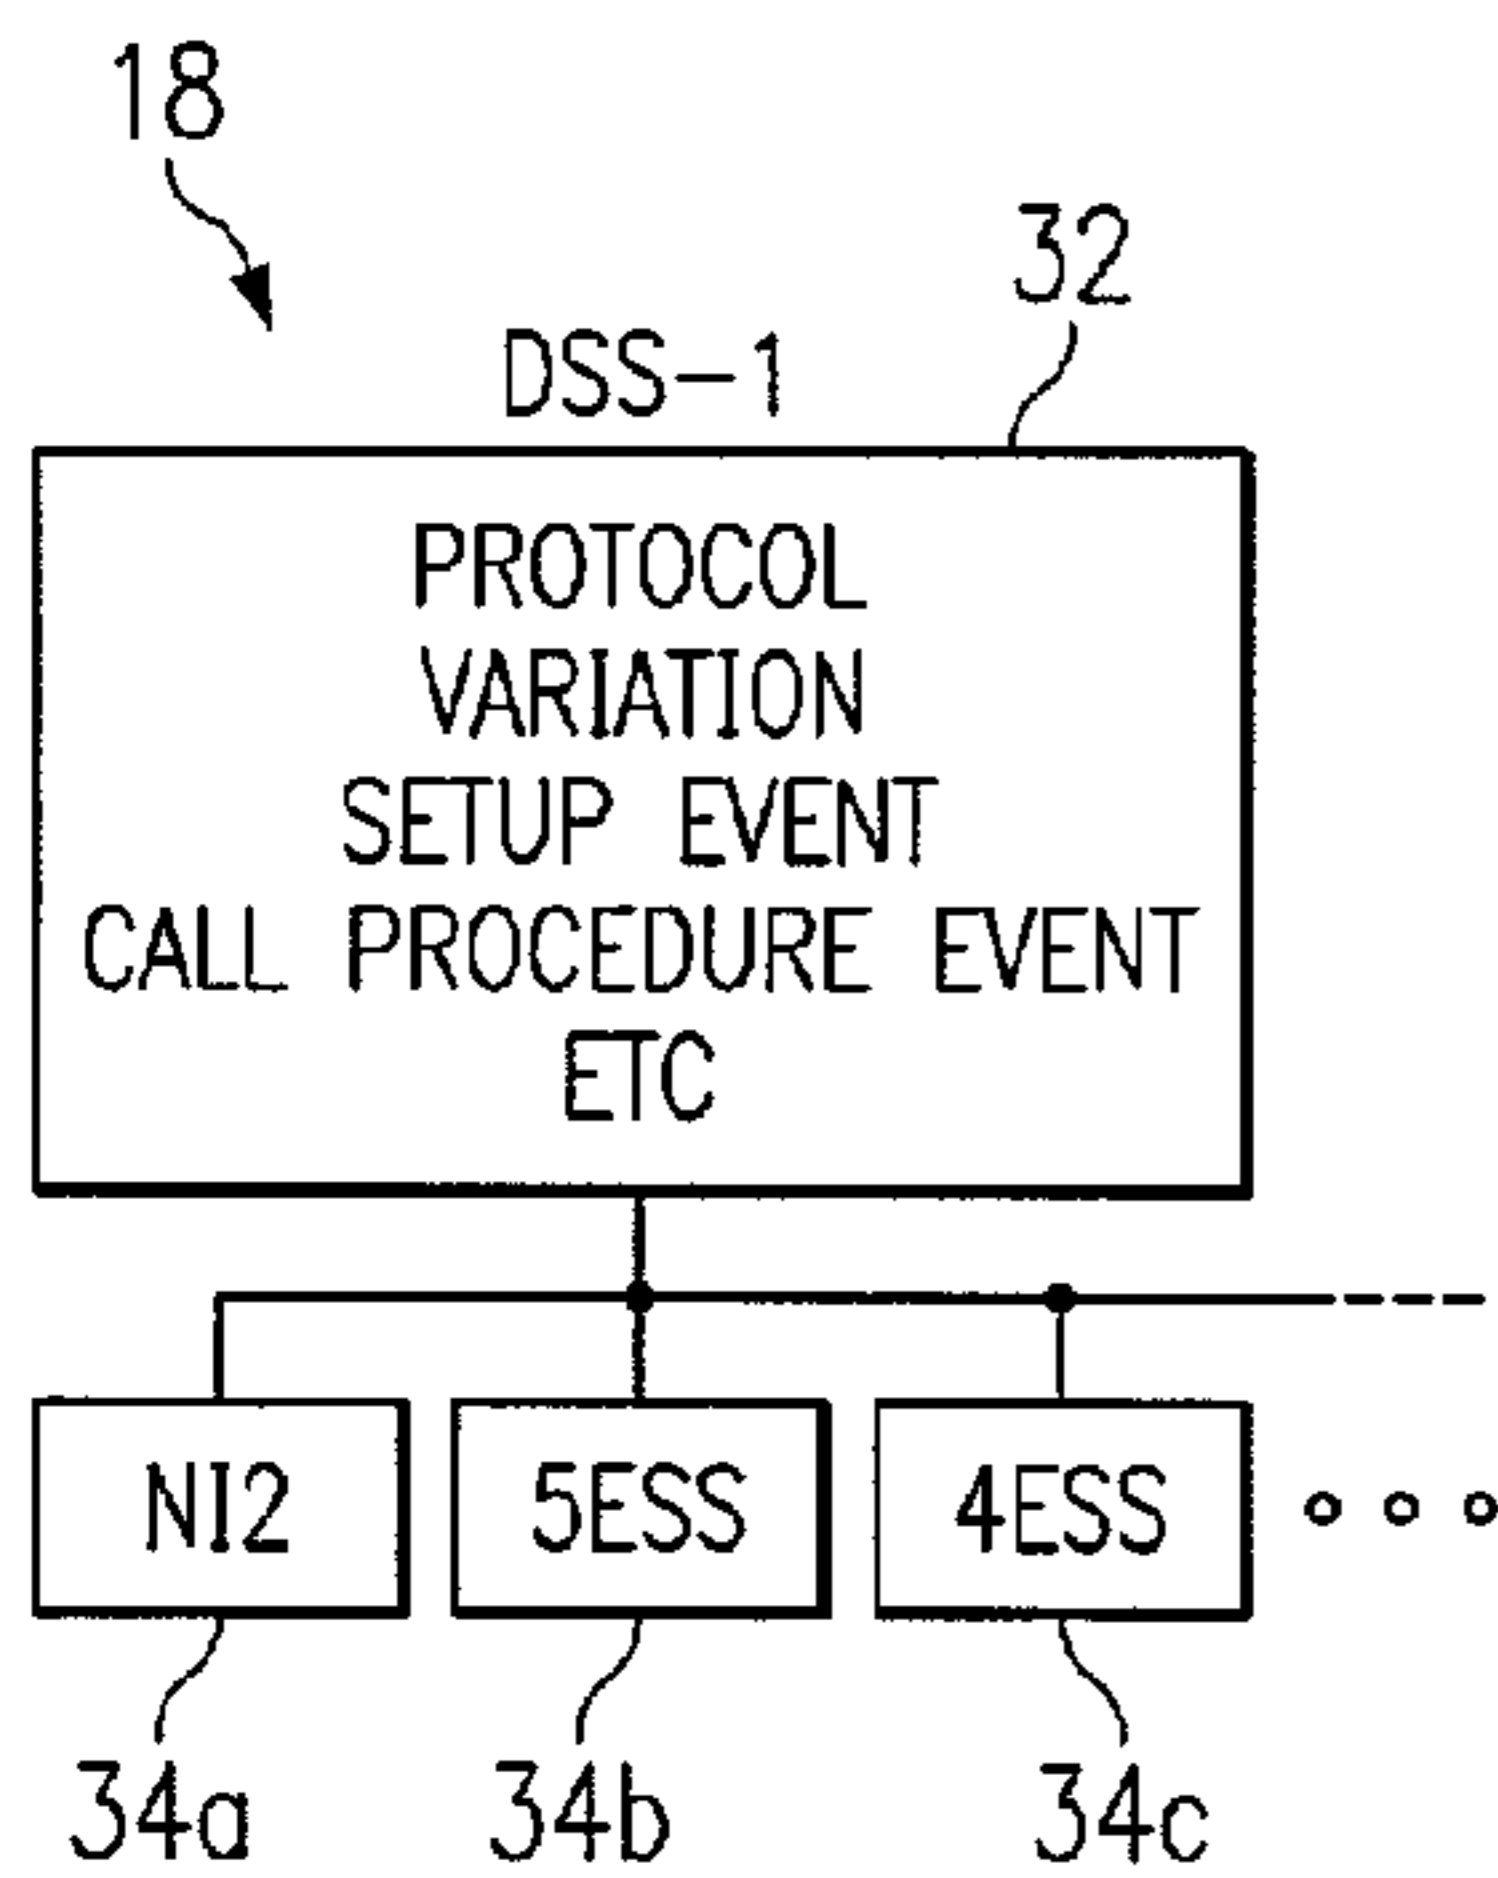 18
32
DSS-1
PROTOCOL
VARIATION
SETUP EVENT
CALL PROCEDURE EVENT
ETC
NI2 5ESS 4ESS
34a 34b 34c